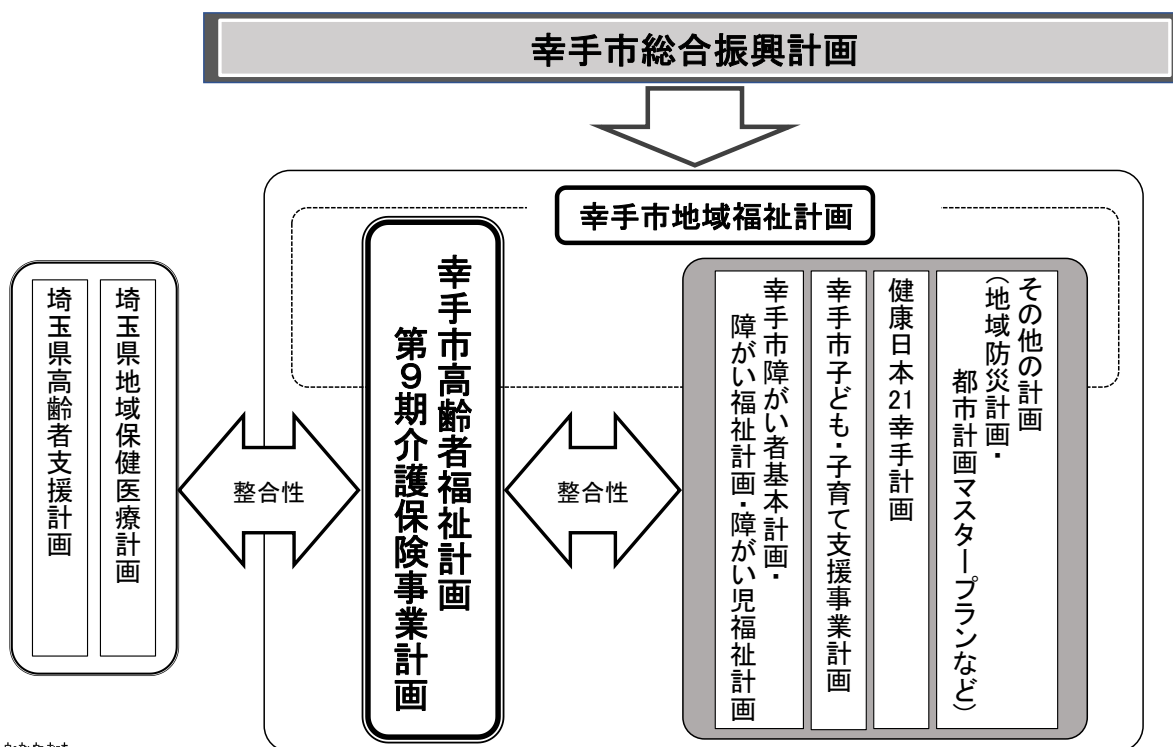 幸手市総合振興計画
幸手市地域福祉計画
埼玉県地域保健医療計画
埼玉県高齢者支援計画
整合性
幸手市高齢者福祉計画
第9期介護保険事業計画
整合性
その他の計画
(地域防災計画・
都市計画マスタープランなど)
健康日本21幸手計画
幸手市子ども・子育て支援事業計画
幸手市障がい者基本計画・
障がい福祉計画・障がい児福祉計画